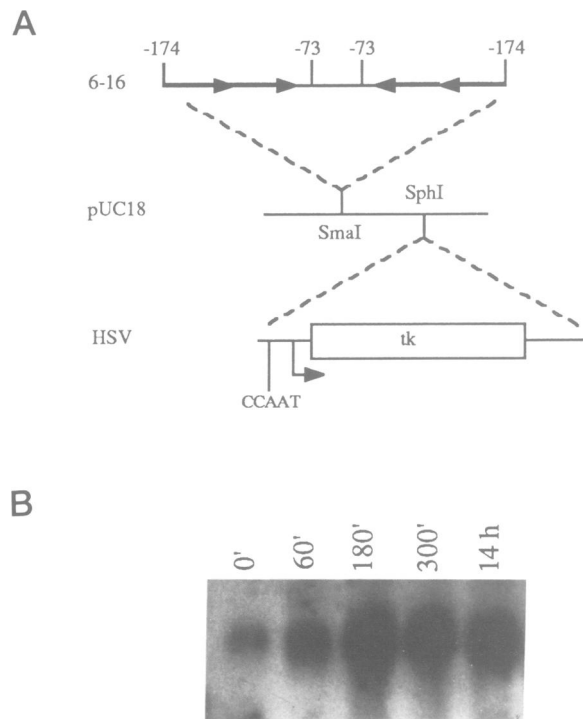 A
-174 -73 -73 -174
6-16
SphI
pUC18
SmaI
HSV
tk
CCAAT
B
0' 60' 180' 300' 14 h